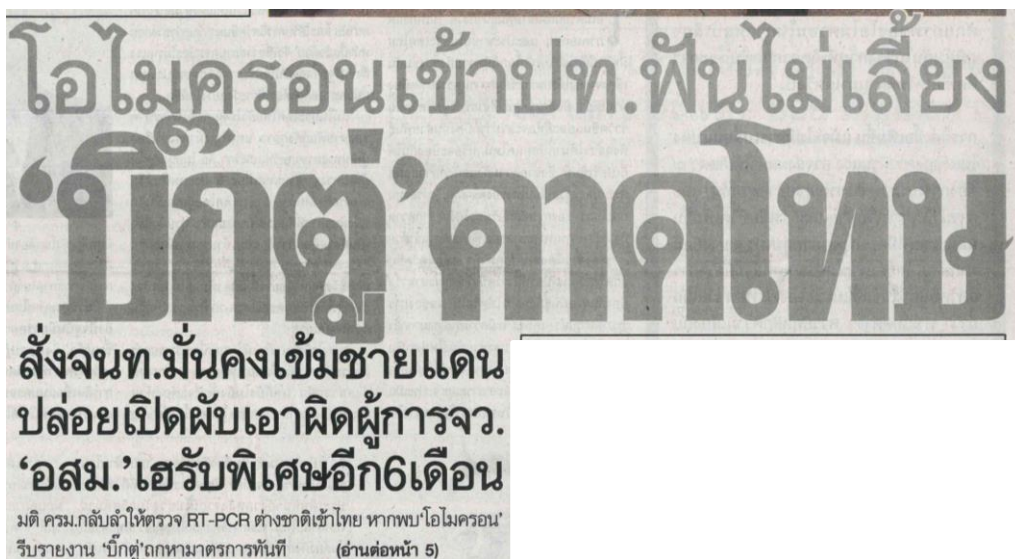 โอไมครอนเข้าปท.ฟันไม่เลี้ยง
‘บิ๊กตู่’คาดโทษ
สั่งจนท.มั่นคงเข้มชายแดน
ปล่อยเปิดผับเอาผิดผู้การจว.
‘อสม.’เฮรับพิเศษอีก6เดือน
มติ ครม.กลับลำให้ตรวจ RT-PCR ต่างชาติเข้าไทย หากพบ‘โอไมครอน’
รีบรายงาน ‘บิ๊กตู่’ถกหามาตรการทันที (อ่านต่อหน้า 5)